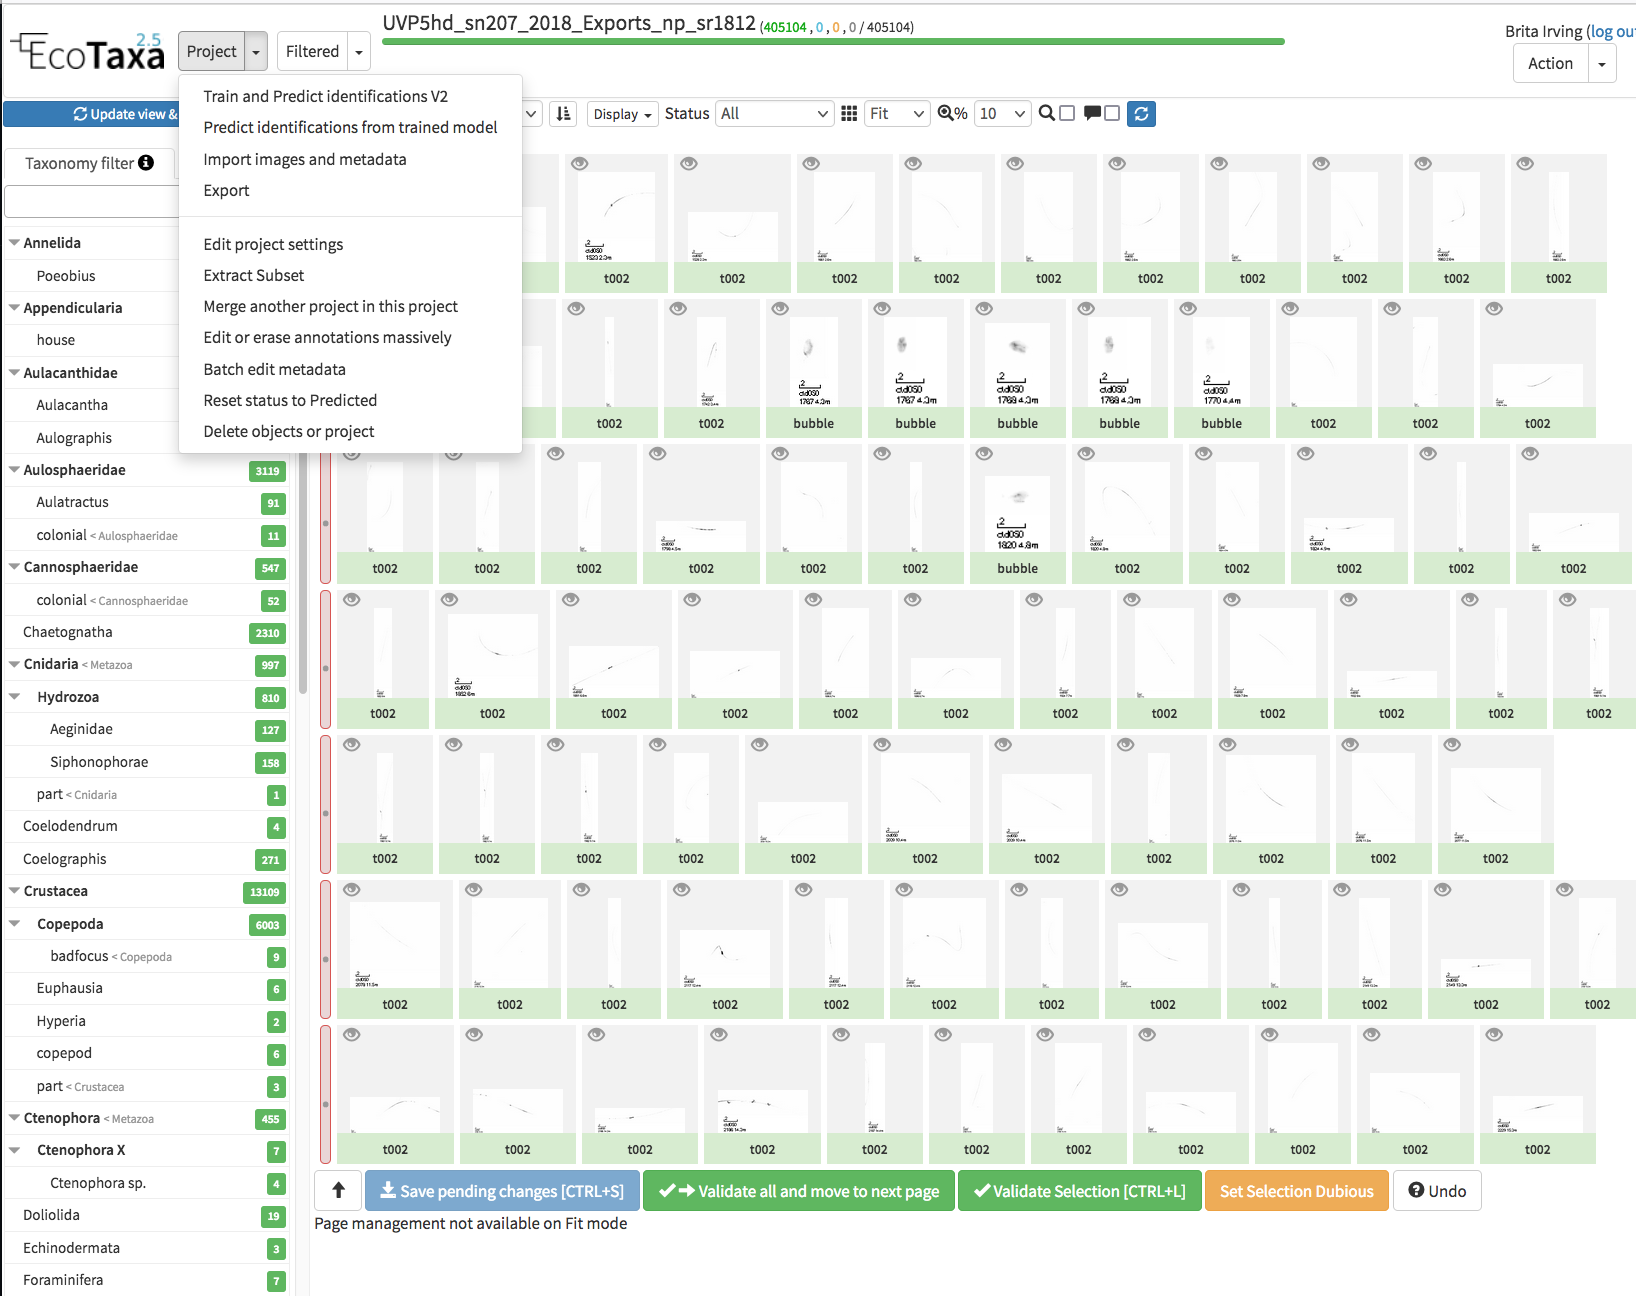 UVP5hd_sn207_2018_Exports_np_sr1812 (405104 , 0 , 0 , 0 / 405104)
Brita Irving (log ou
EcoTaxa 2.5
Project
Filtered
Action
Train and Predict identifications V2
Predict identifications from trained model
Import images and metadata
Export
Edit project settings
Extract Subset
Merge another project in this project
Edit or erase annotations massively
Batch edit metadata
Reset status to Predicted
Delete objects or project
Update view &
Display
Status
All
Fit
%
10
Taxonomy filter
Annelida
Poeobius
Appendicularia
house
Aulacanthidae
Aulacantha
Aulographis
Aulosphaeridae 3119
Aulatractus 91
colonial < Aulosphaeridae 11
Cannosphaeridae 547
colonial < Cannosphaeridae 52
Chaetognatha 2310
Cnidaria < Metazoa 997
Hydrozoa 810
Aeginidae 127
Siphonophorae 158
part < Cnidaria 1
Coelodendrum 4
Coelographis 271
Crustacea 13109
Copepoda 6003
badfocus < Copepoda 9
Euphausia 6
Hyperia 2
copepod 6
part < Crustacea 3
Ctenophora < Metazoa 455
Ctenophora X 7
Ctenophora sp. 4
Doliolida 19
Echinodermata 3
Foraminifera 7
t002 t002 t002 t002 t002 t002 t002 t002 t002 t002
t002 t002 bubble bubble bubble bubble bubble t002 t002 t002
t002 t002 t002 t002 t002 t002 bubble t002 t002 t002 t002 t002
t002 t002 t002 t002 t002 t002 t002 t002 t002 t002 t002 t002
t002 t002 t002 t002 t002 t002 t002 t002 t002 t002 t002
t002 t002 t002 t002 t002 t002 t002 t002 t002 t002 t002 t002
t002 t002 t002 t002 t002 t002 t002 t002 t002 t002 t002
Save pending changes [CTRL+S]
Validate all and move to next page
Validate Selection [CTRL+L]
Set Selection Dubious
Undo
Page management not available on Fit mode